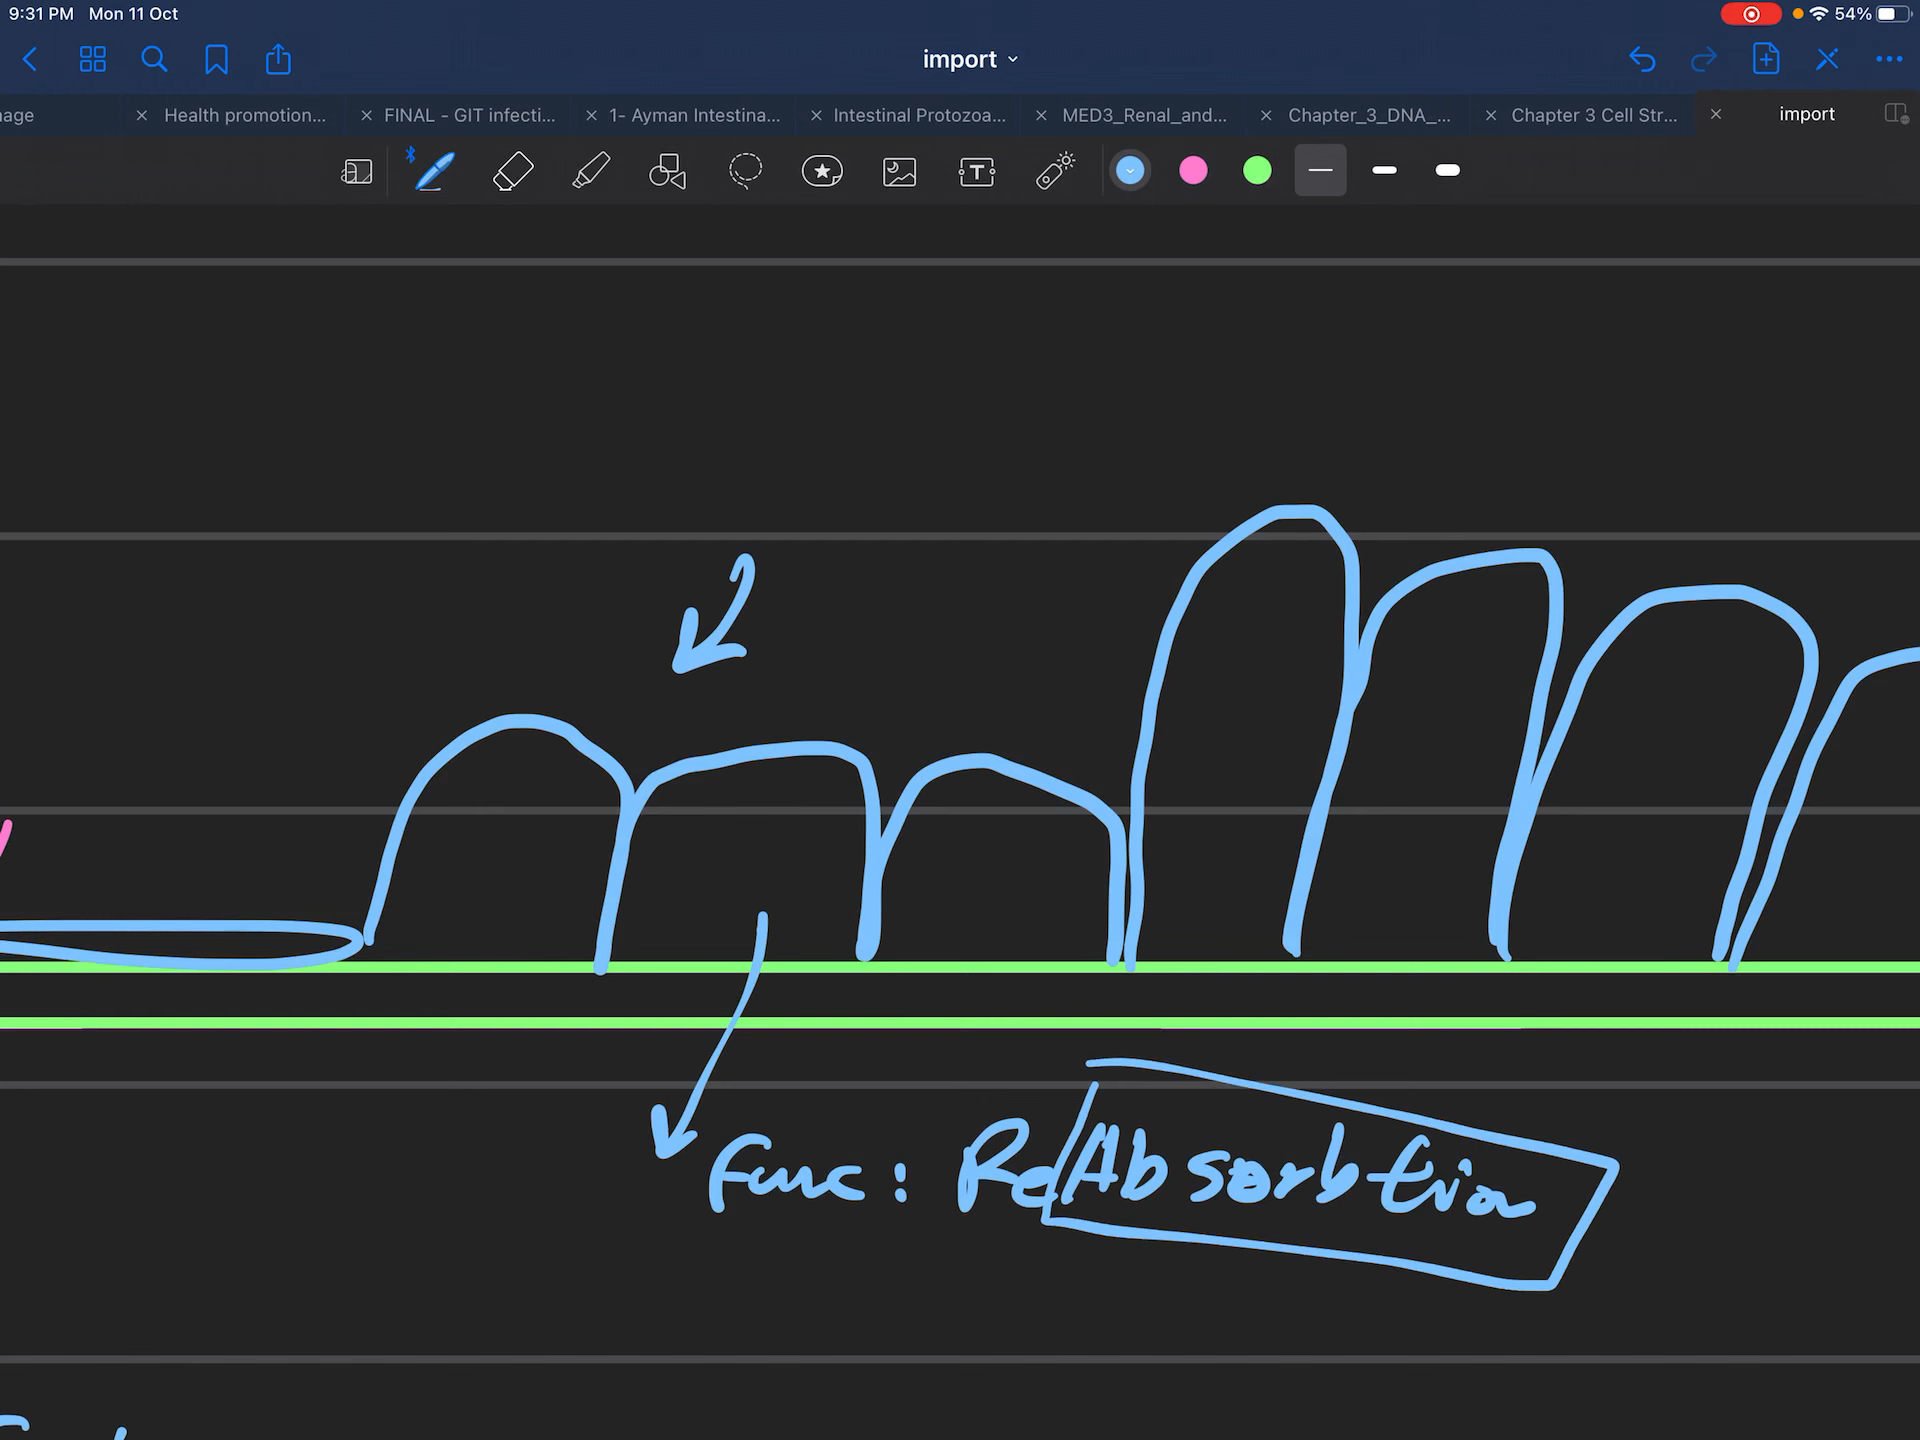 9:31 PM Mon 11 Oct
54%
import
nage
Health promotion...
FINAL - GIT infecti...
1- Ayman Intestina...
Intestinal Protozoa...
MED3_Renal_and...
Chapter_3_DNA_...
Chapter 3 Cell Str...
import
T
func: ReAbsorbtion